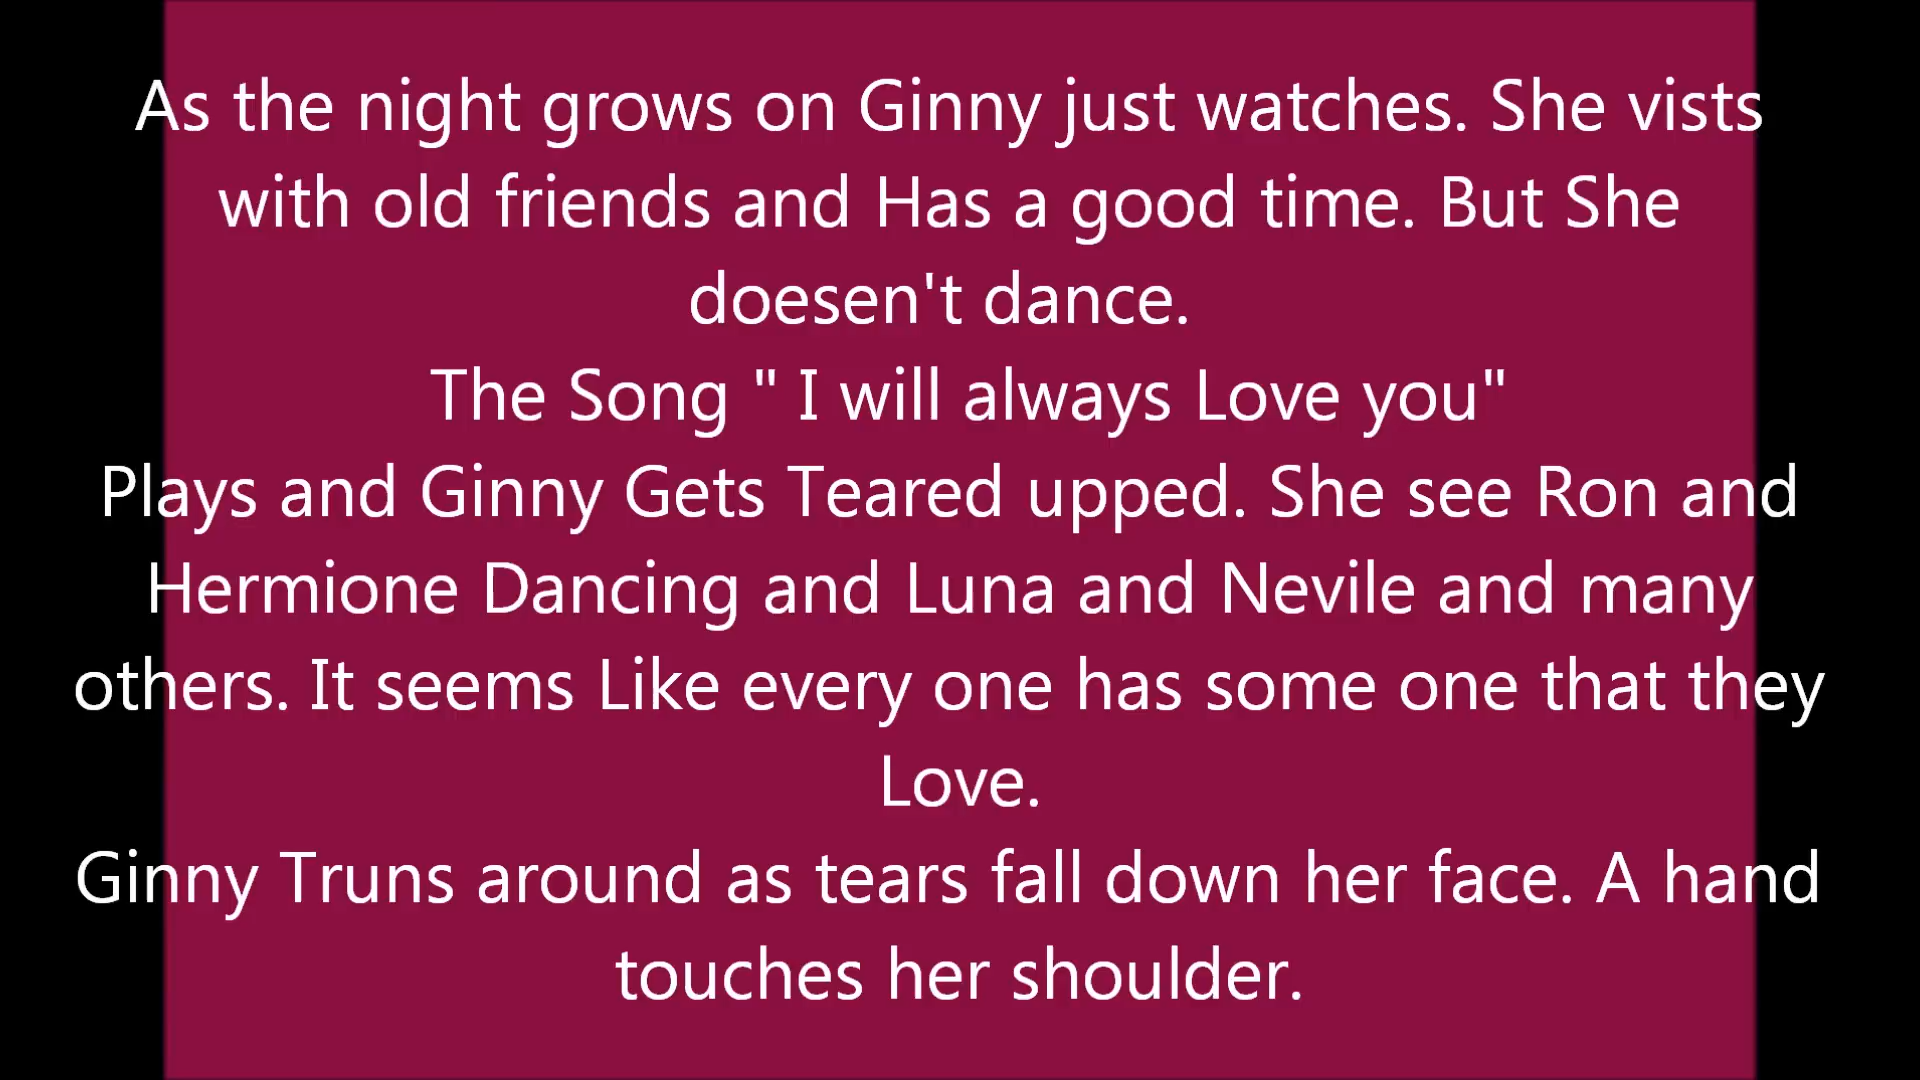 As the night grows on Ginny just watches. She vists
with old friends and Has a good time. But She
doesen't dance.
The Song " I will always Love you"
Plays and Ginny Gets Teared upped. She see Ron and
Hermione Dancing and Luna and Nevile and many
others. It seems Like every one has some one that they
Love.
Ginny Truns around as tears fall down her face. A hand
touches her shoulder.